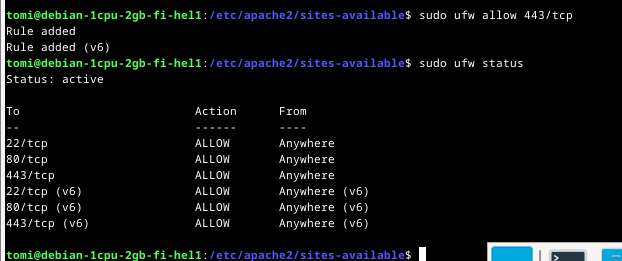 tomi@debian-1cpu-2gb-fi-hel1:/etc/apache2/sites-available$ sudo ufw allow 443/tcp
Rule added
Rule added (v6)
tomi@debian-1cpu-2gb-fi-hel1:/etc/apache2/sites-available$ sudo ufw status
Status: active
To                         Action      From
--                         ------      ----
22/tcp                     ALLOW       Anywhere
80/tcp                     ALLOW       Anywhere
443/tcp                    ALLOW       Anywhere
22/tcp (v6)                ALLOW       Anywhere (v6)
80/tcp (v6)                ALLOW       Anywhere (v6)
443/tcp (v6)               ALLOW       Anywhere (v6)
tomi@debian-1cpu-2gb-fi-hel1:/etc/apache2/sites-available$